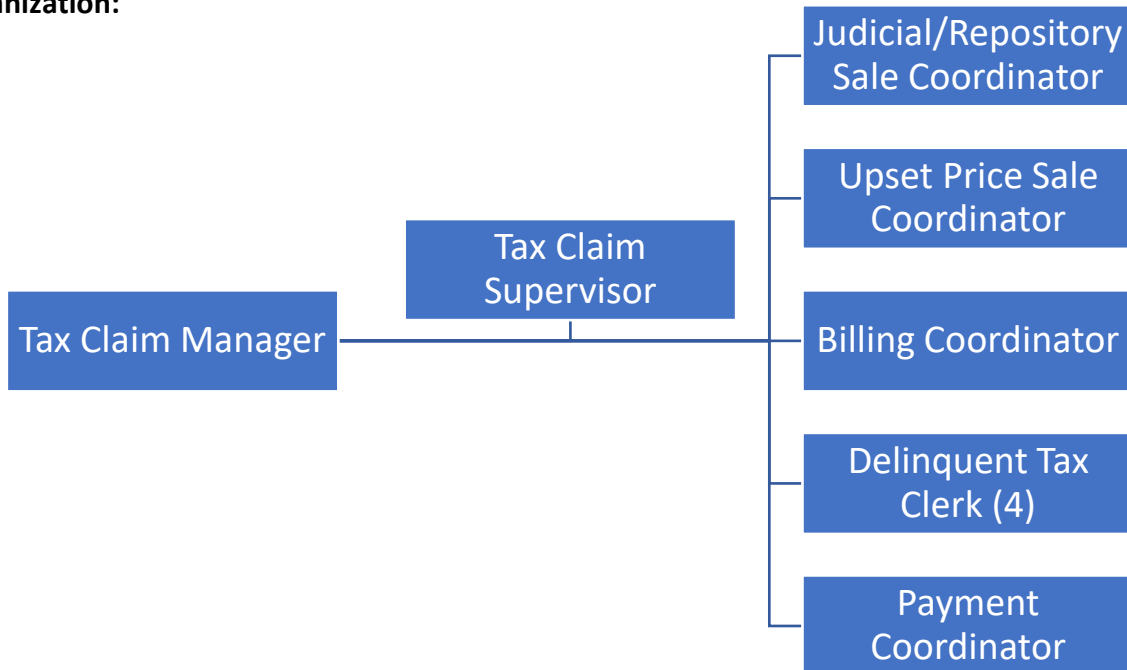 nization:
Judicial/Repository
Sale Coordinator
Upset Price Sale
Coordinator
Tax Claim
Supervisor
Tax Claim Manager
Billing Coordinator
Delinquent Tax
Clerk (4)
Payment
Coordinator